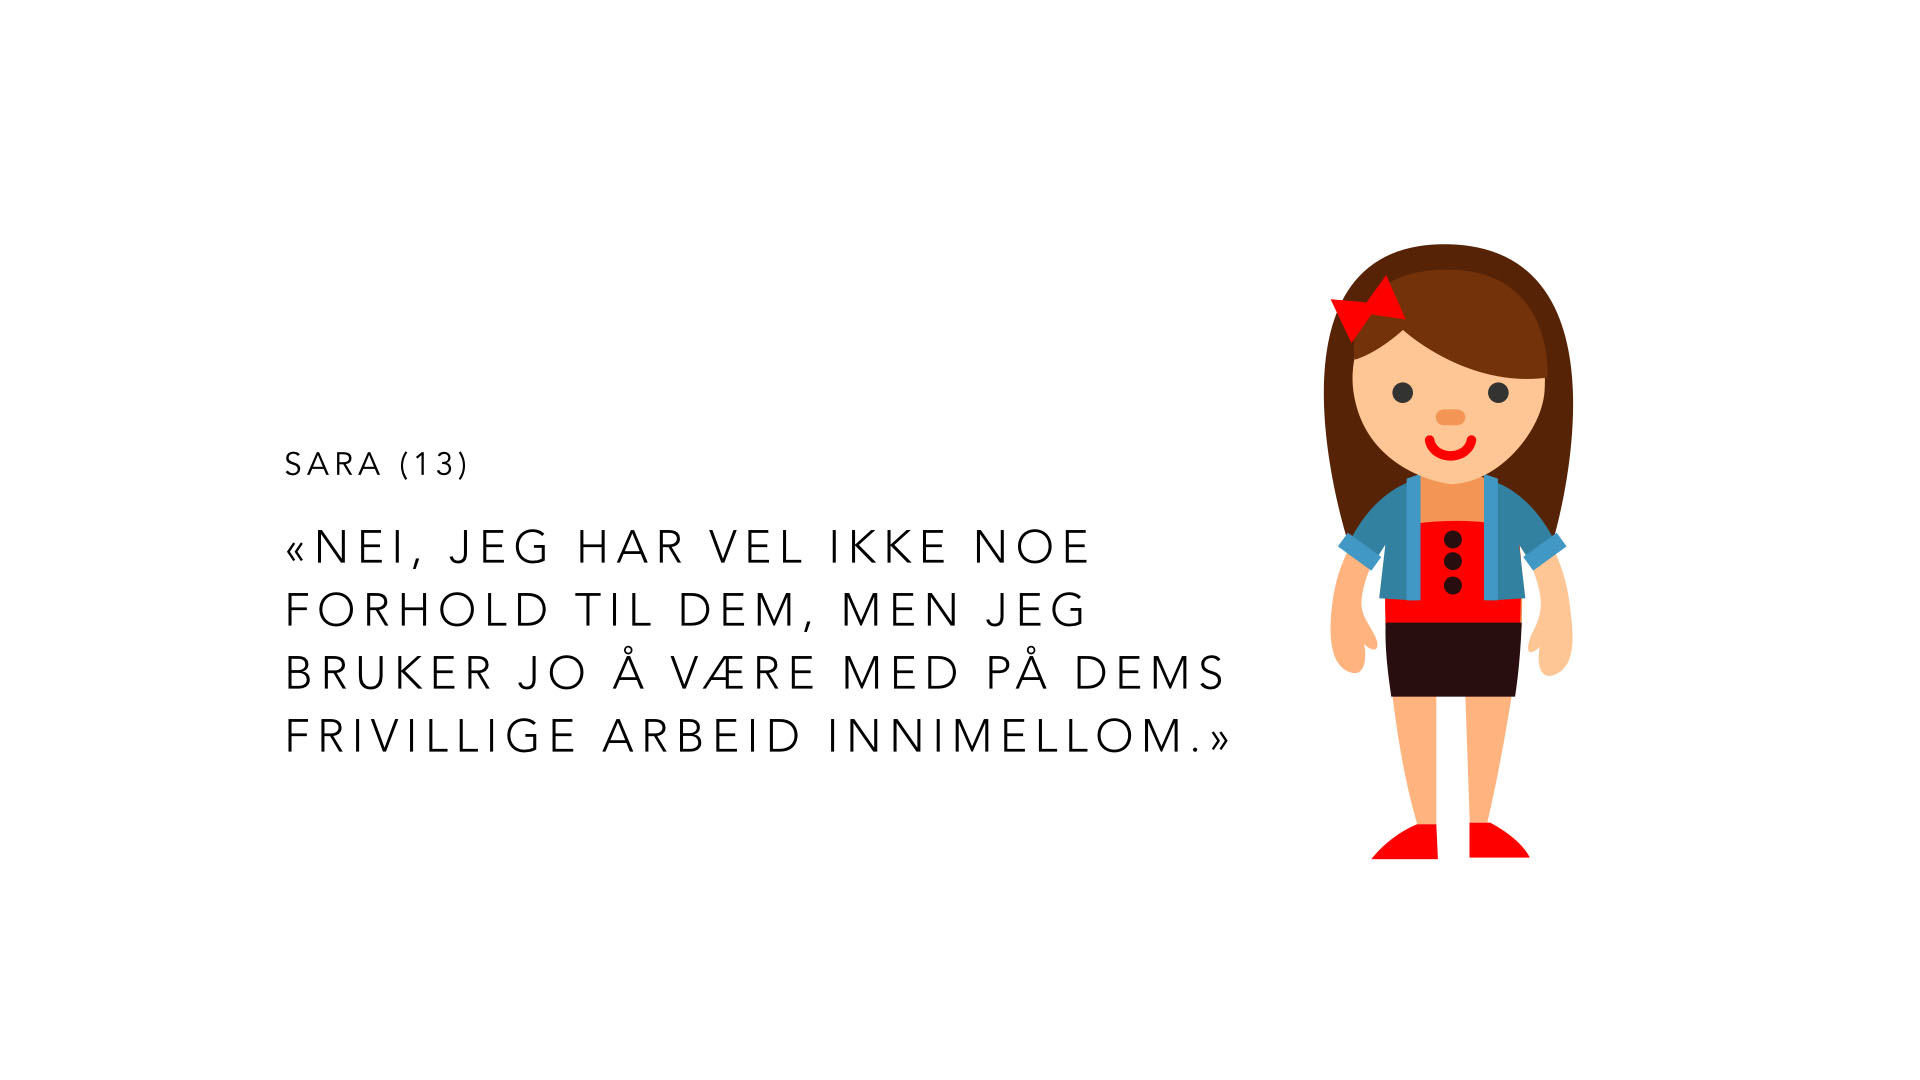 SARA (13)
«NEI, JEG HAR VEL IKKE NOE
FORHOLD TIL DEM, MEN JEG
BRUKER JO Å VÆRE MED PÅ DEMS
FRIVILLIGE ARBEID INNIMELLOM.»